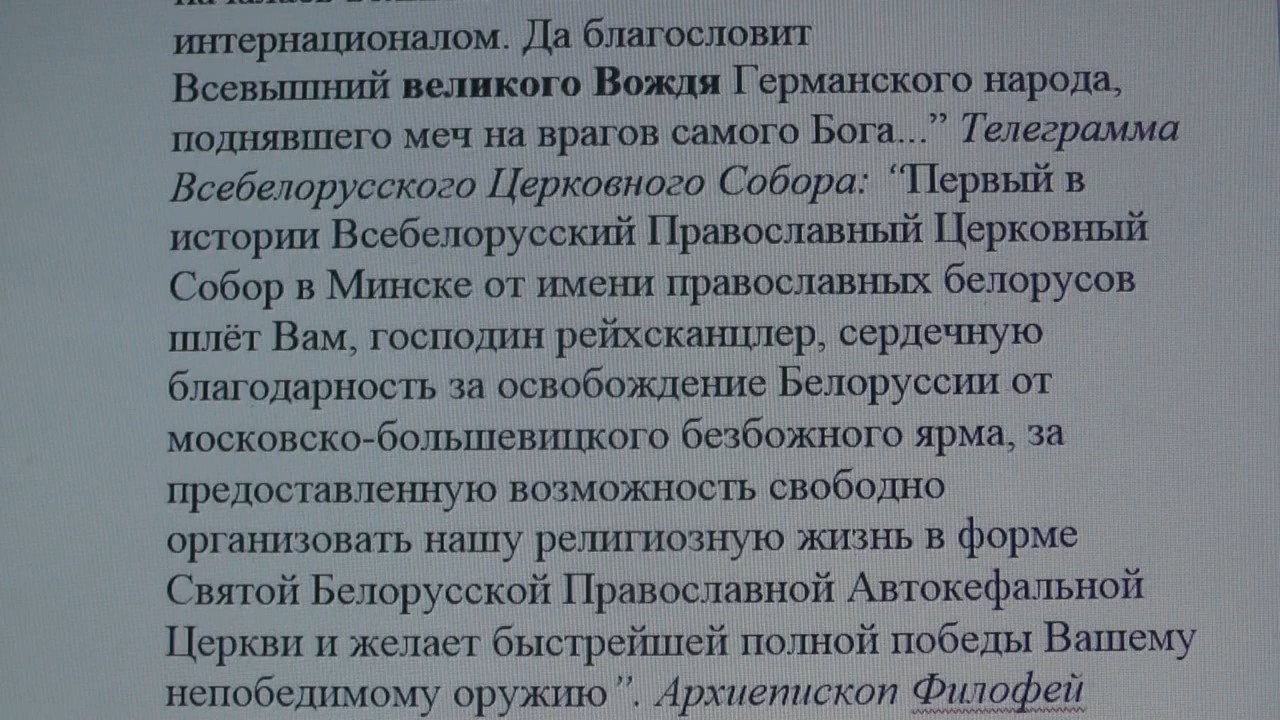 интернационалом. Да благословит
Всевышний великого Вождя Германского народа,
поднявшего меч на врагов самого Бога...” Телеграмма
Всебелорусского Церковного Собора: “Первый в
истории Всебелорусский Православный Церковный
Собор в Минске от имени православных белорусов
шлёт Вам, господин рейхсканцлер, сердечную
благодарность за освобождение Белоруссии от
московско-большевицкого безбожного ярма, за
предоставленную возможность свободно
организовать нашу религиозную жизнь в форме
Святой Белорусской Православной Автокефальной
Церкви и желает быстрейшей полной победы Вашему
непобедимому оружию”. Архиепископ Филофей